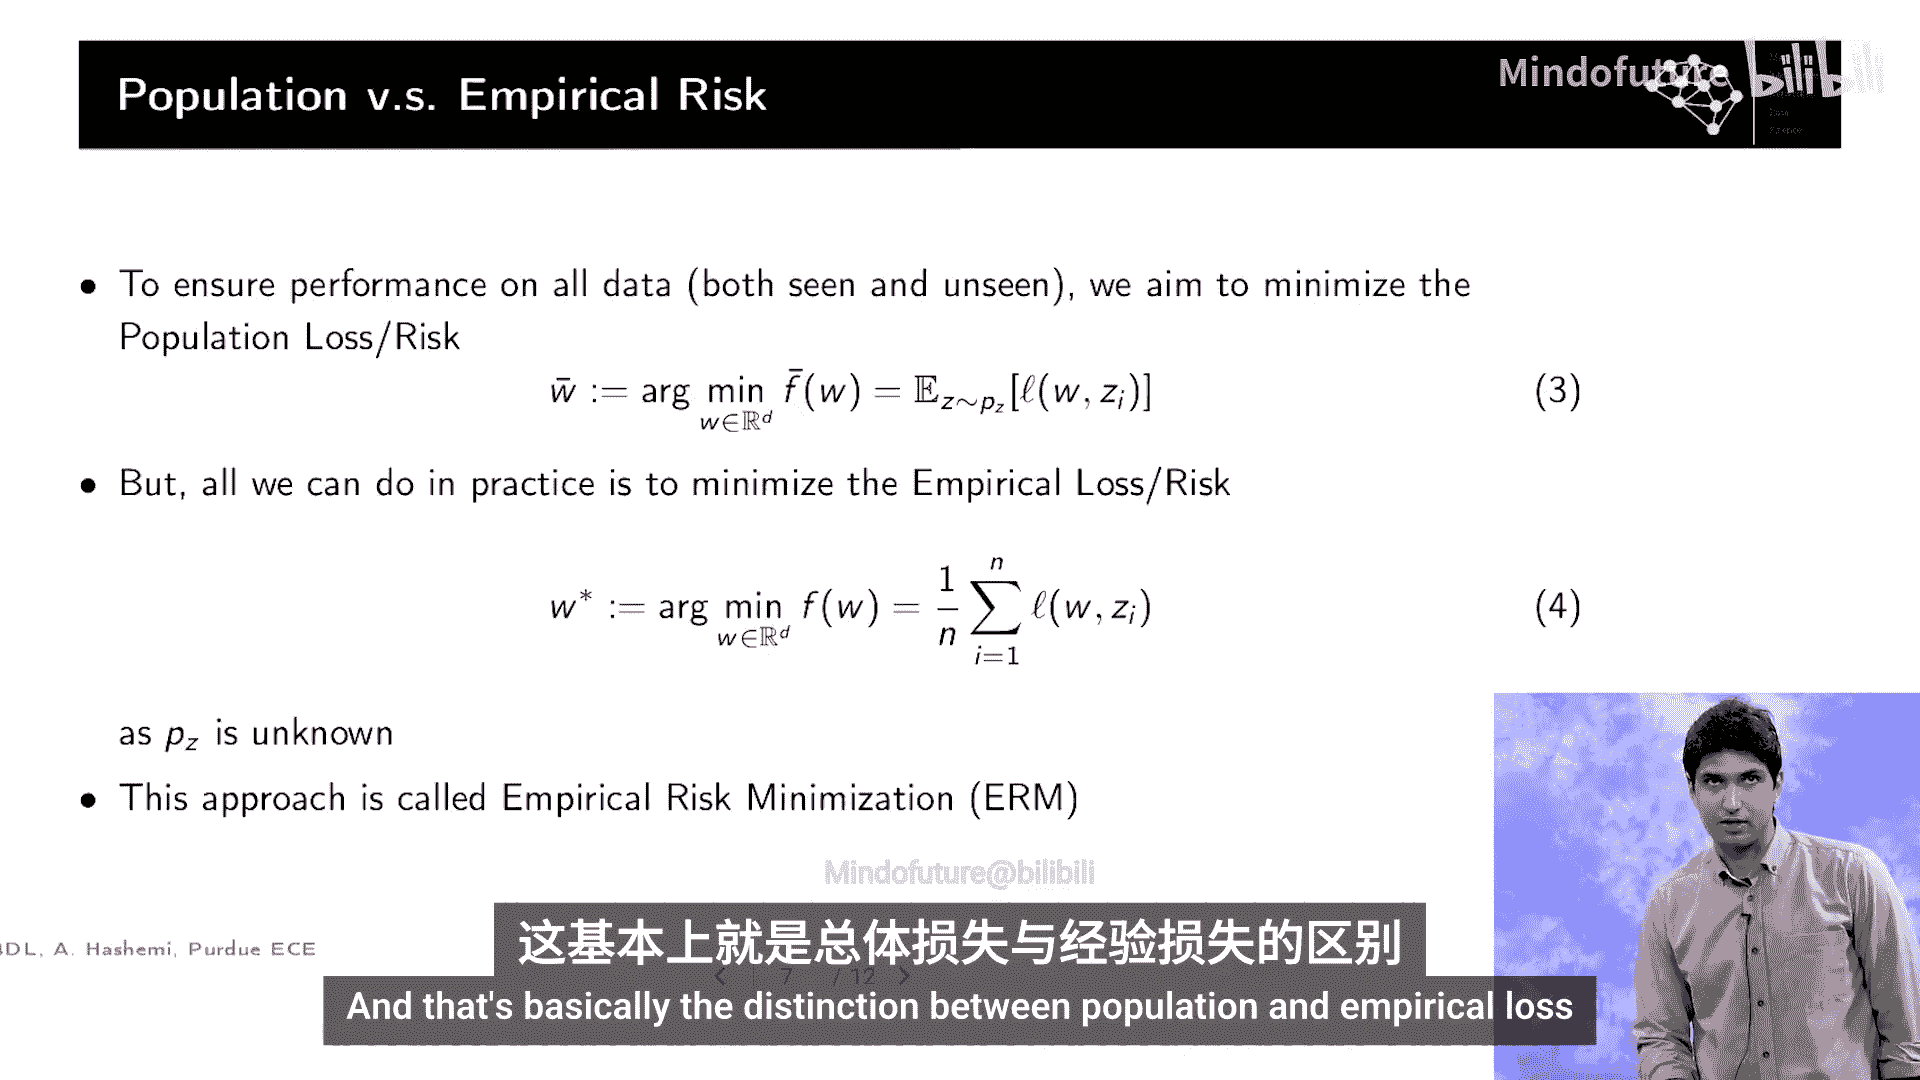 Population v.s. Empirical Risk
Mindofuture
bilibili
• To ensure performance on all data (both seen and unseen), we aim to minimize the
Population Loss/Risk
w̄ := arg min_{w∈ℝ^d} f̄(w) = 𝔼_{z∼p_z}[ℓ(w, z_i)] (3)
• But, all we can do in practice is to minimize the Empirical Loss/Risk
w* := arg min_{w∈ℝ^d} f(w) = 1/n ∑_{i=1}^{n} ℓ(w, z_i) (4)
as p_z is unknown
• This approach is called Empirical Risk Minimization (ERM)
Mindofuture@bilibili
DL, A. Hashemi, Purdue ECE
这基本上就是总体损失与经验损失的区别
7 / 12
And that's basically the distinction between population and empirical loss